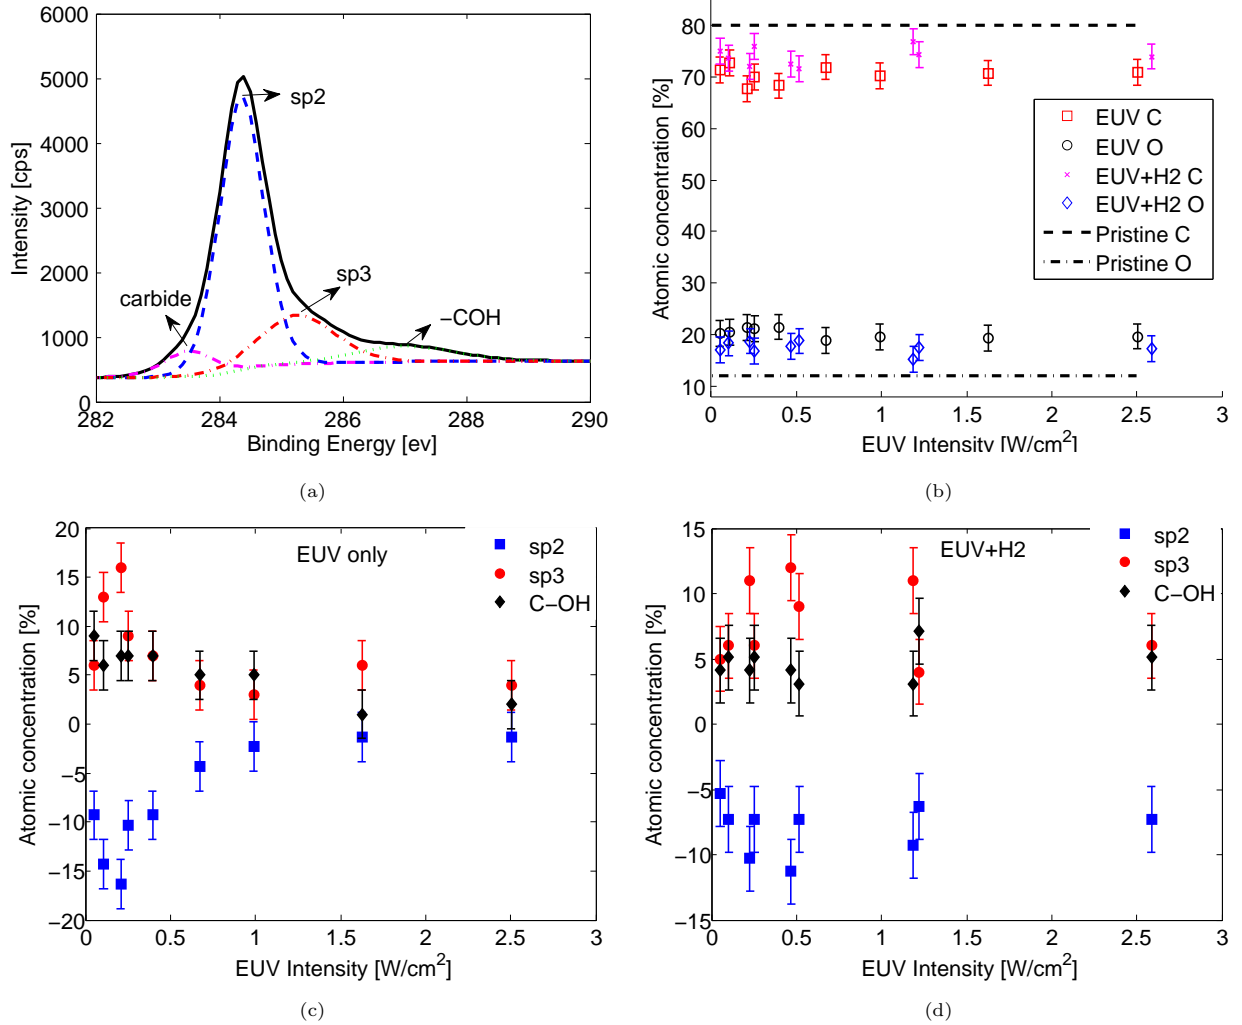 6000
5000
4000
3000
2000
1000
0
Intensity [cps]
sp2
sp3
carbide
-COH
282
284
286
288
290
Binding Energy [ev]
(a)
80
70
60
50
40
30
20
10
Atomic concentration [%]
EUV C
EUV O
EUV+H2 C
EUV+H2 O
Pristine C
Pristine O
0
0.5
1
1.5
2
2.5
3
EUV Intensity [W/cm²]
(b)
20
15
10
5
0
−5
−10
−15
−20
Atomic concentration [%]
EUV only
sp2
sp3
C−OH
0
0.5
1
1.5
2
2.5
3
EUV Intensity [W/cm²]
(c)
15
10
5
0
−5
−10
−15
Atomic concentration [%]
EUV+H2
sp2
sp3
C−OH
0
0.5
1
1.5
2
2.5
3
EUV Intensity [W/cm²]
(d)